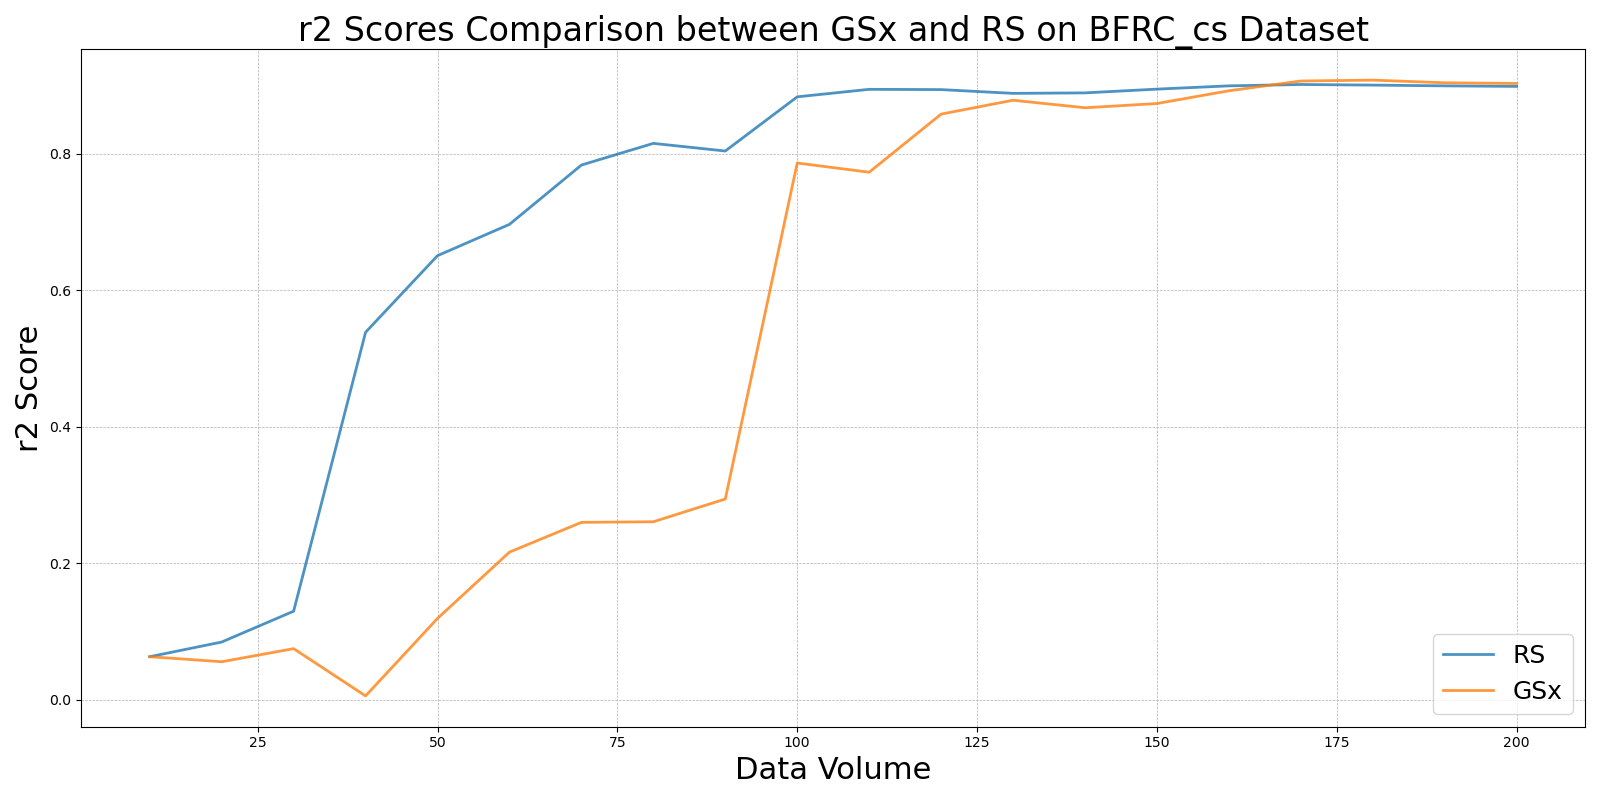 r2 Scores Comparison between GSx and RS on BFRC_cs Dataset
r2 Score
0.8
0.6
0.4
0.2
0.0
RS
GSx
25 50 75 100 125 150 175 200
Data Volume